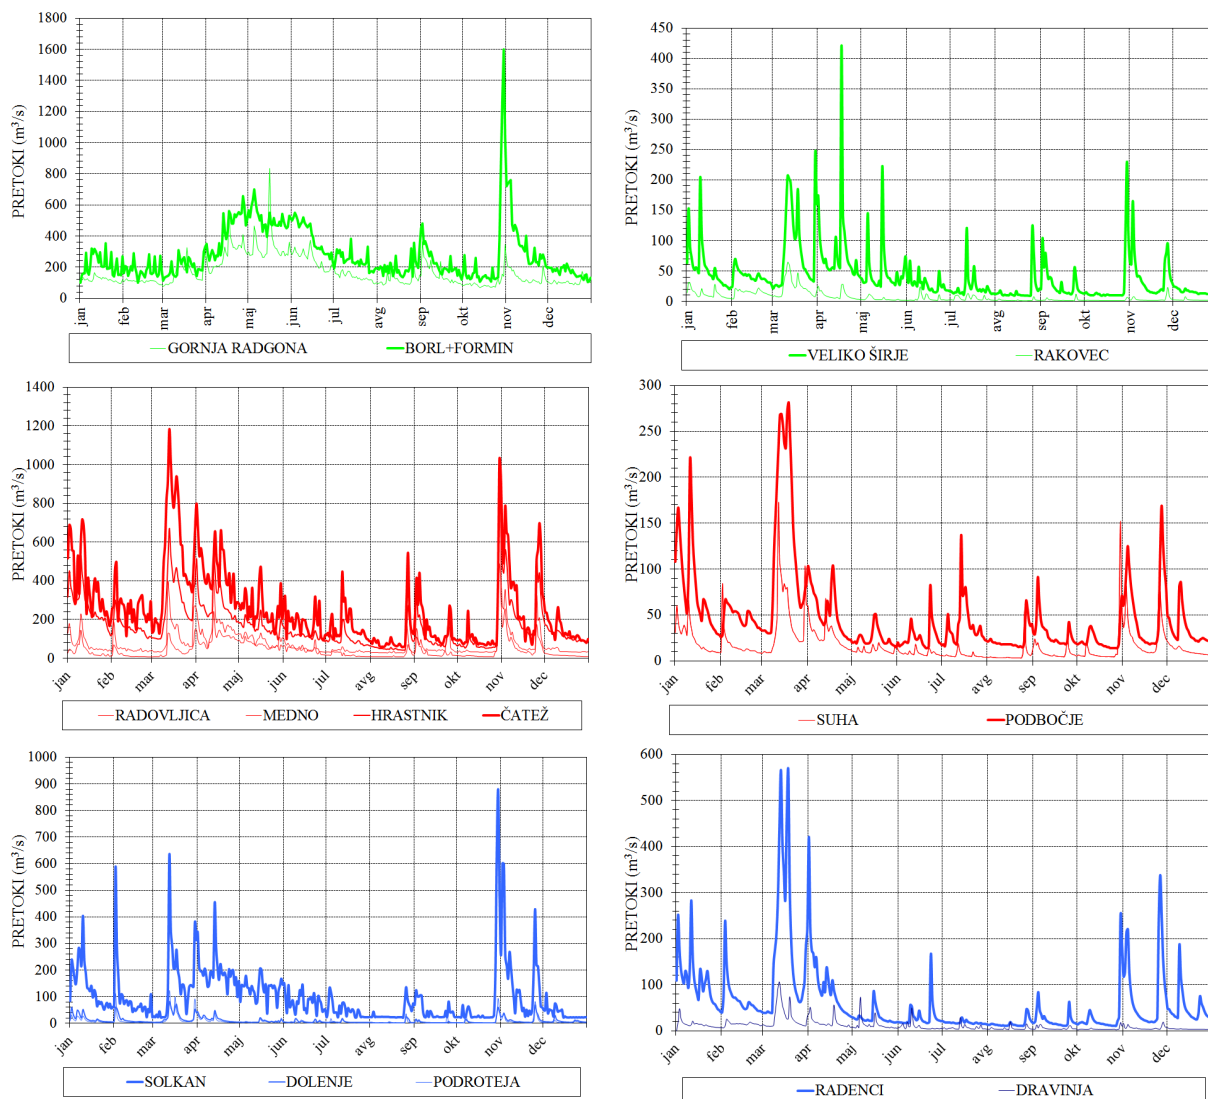 PRETOKI (m³/s)
1800
1600
1400
1200
1000
800
600
400
200
0
jan feb mar apr maj jun jul avg sep okt nov dec
GORNJA RADGONA BORL+FORMIN
PRETOKI (m³/s)
450
400
350
300
250
200
150
100
50
0
jan feb mar apr maj jun jul avg sep okt nov dec
VELIKO ŠIRJE RAKOVEC
PRETOKI (m³/s)
1400
1200
1000
800
600
400
200
0
jan feb mar apr maj jun jul avg sep okt nov dec
RADOVLJICA MEDNO HRASTNIK ČATEŽ
PRETOKI (m³/s)
300
250
200
150
100
50
0
jan feb mar apr maj jun jul avg sep okt nov dec
SUHA PODBOČJE
PRETOKI (m³/s)
1000
900
800
700
600
500
400
300
200
100
0
jan feb mar apr maj jun jul avg sep okt nov dec
SOLKAN DOLENJE PODROTEJA
PRETOKI (m³/s)
600
500
400
300
200
100
0
jan feb mar apr maj jun jul avg sep okt nov dec
RADENCI DRAVINJA